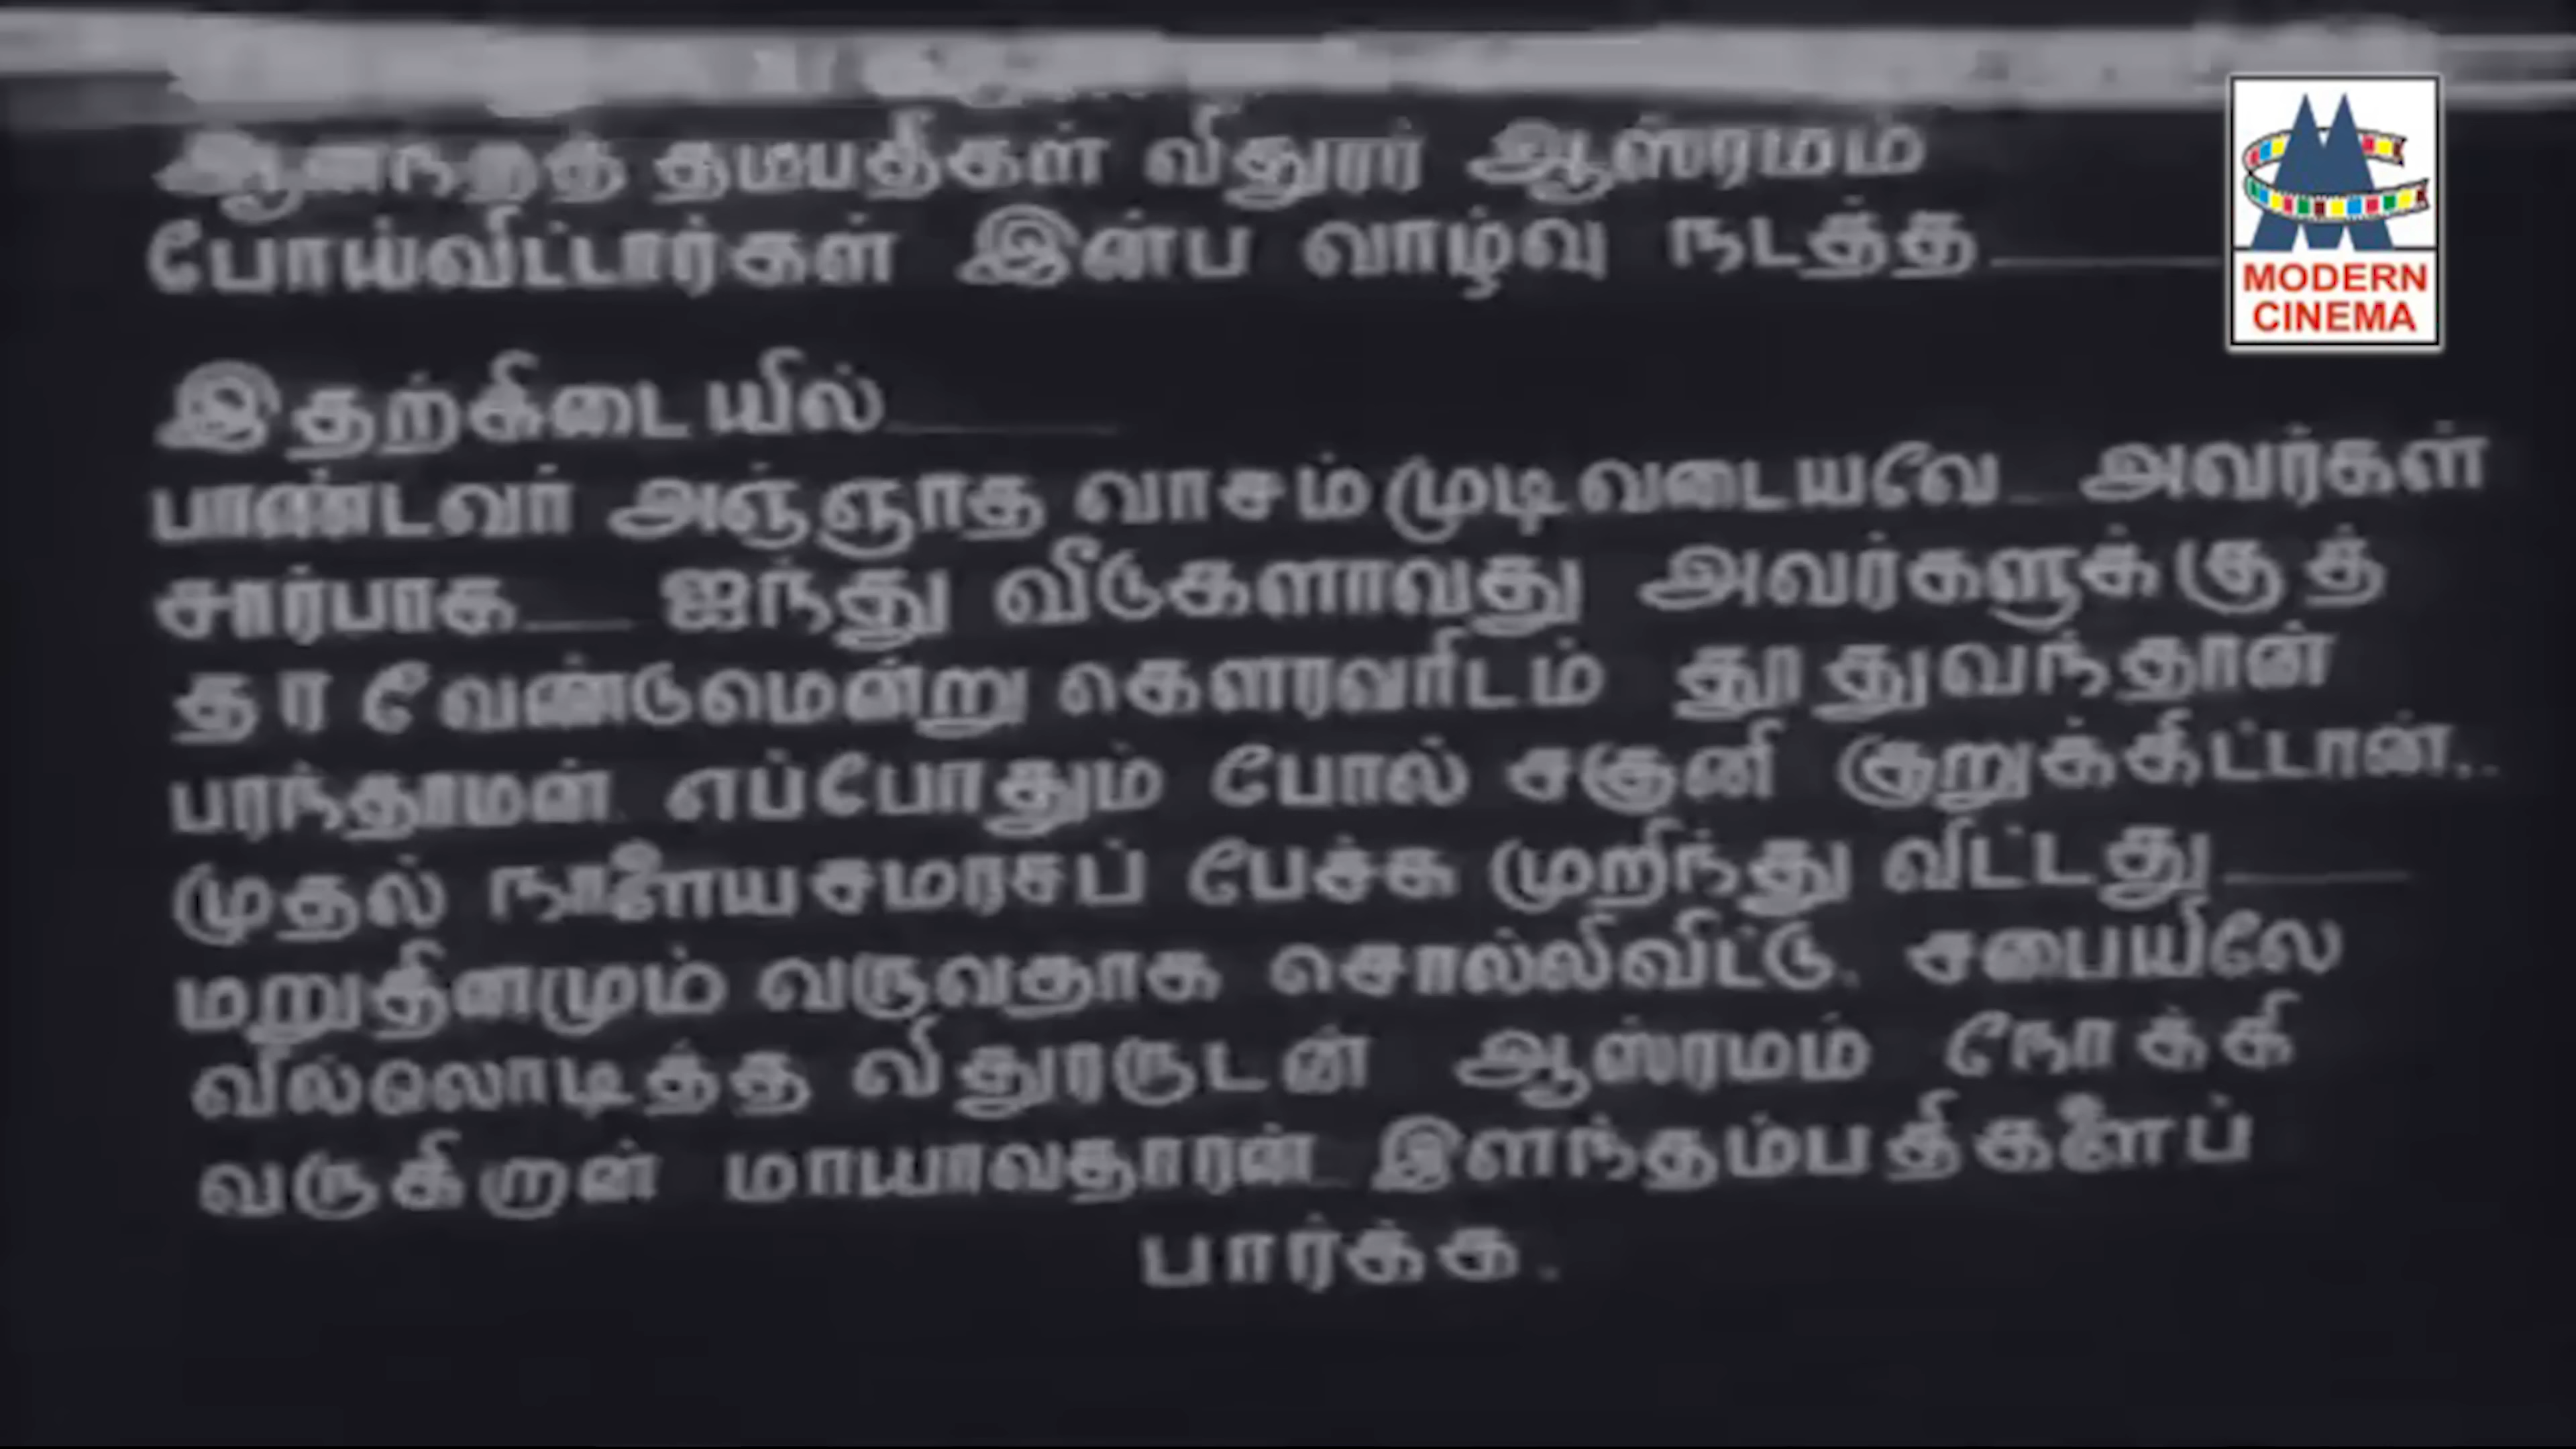 ஆனந்தத் தம்பதிகள் விதுரர் ஆஸ்ரமம்
போய்விட்டார்கள் இன்ப வாழ்வு நடத்த
MODERN
CINEMA
இதற்கிடையில்
பாண்டவர் அஞ்ஞாத வாசம்முடிவடையவே அவர்கள்
சார்பாக ஐந்து வீடுகளாவது அவர்களுக்குத்
தர வேண்டுமென்று கௌரவரிடம் தூதுவந்தான்
பரந்தாமன். எப்போதும் போல் சகுனி குறுக்கிட்டான்..
முதல் நாளைய சமரசப் பேச்சு முறிந்து விட்டது
மறுதினமும் வருவதாக சொல்லிவிட்டு. சபையிலே
வில்லொடித்த விதுரருடன் ஆஸ்ரமம் நோக்கி
வருகிறான் மாயாவதாரன் இளந்தம்பதிகளைப்
பார்க்க.